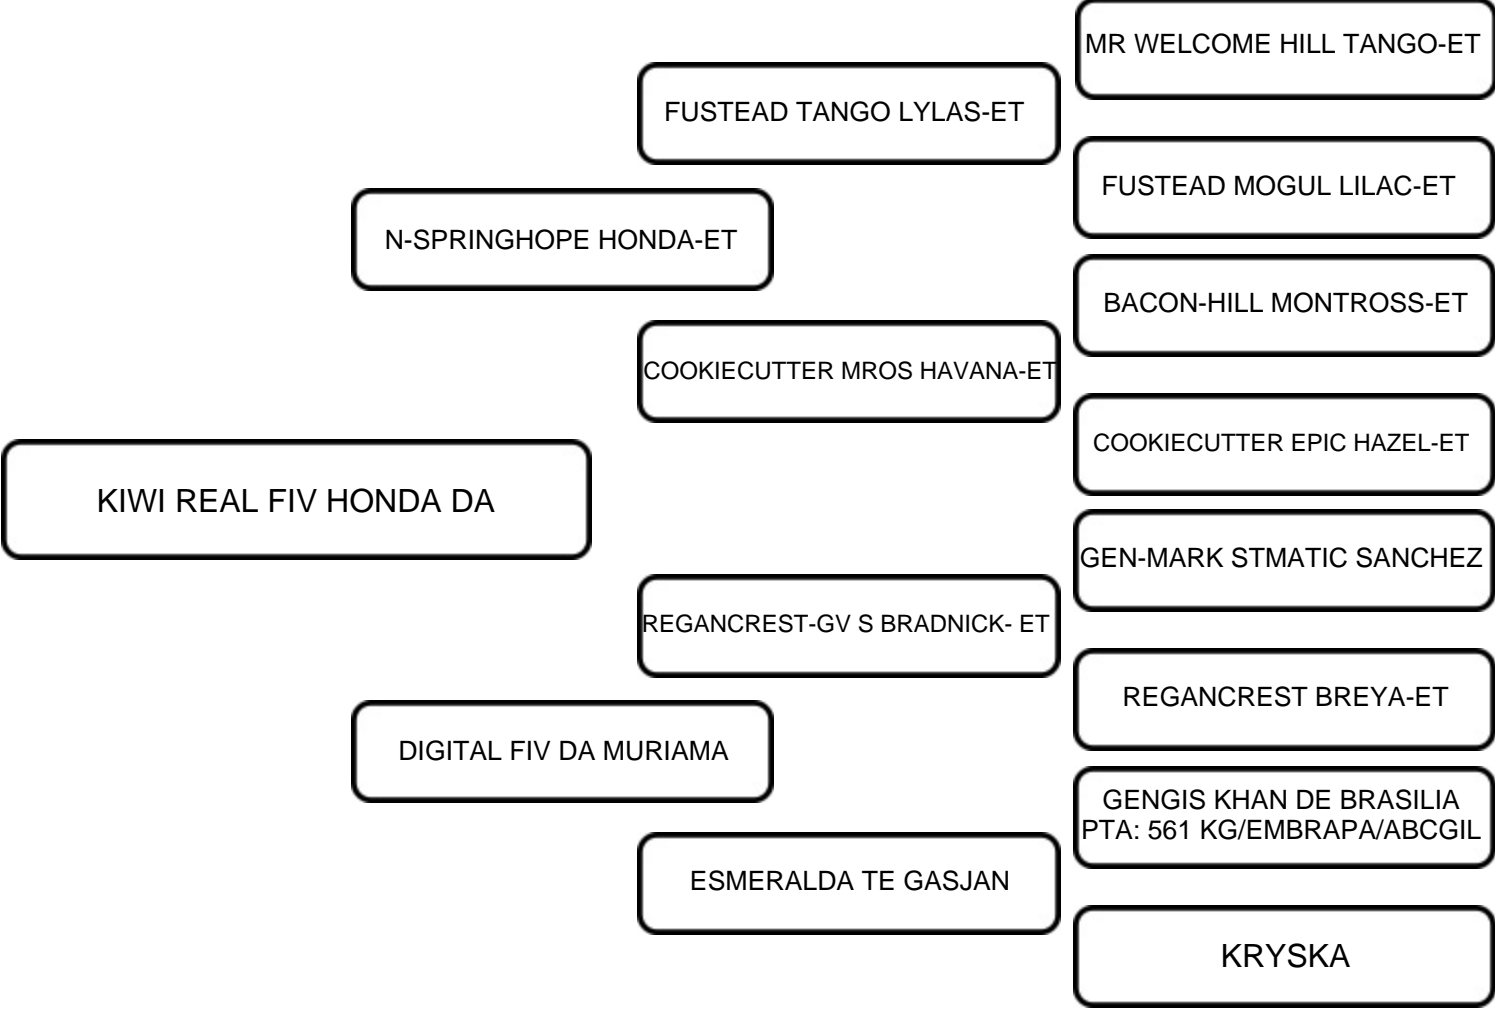 MR WELCOME HILL TANGO-ET
FUSTEAD TANGO LYLAS-ET
FUSTEAD MOGUL LILAC-ET
N-SPRINGHOPE HONDA-ET
BACON-HILL MONTROSS-ET
COOKIECUTTER MROS HAVANA-ET
COOKIECUTTER EPIC HAZEL-ET
KIWI REAL FIV HONDA DA
GEN-MARK STMATIC SANCHEZ
REGANCREST-GV S BRADNICK- ET
REGANCREST BREYA-ET
DIGITAL FIV DA MURIAMA
GENGIS KHAN DE BRASILIA
PTA: 561 KG/EMBRAPA/ABCGIL
ESMERALDA TE GASJAN
KRYSKA